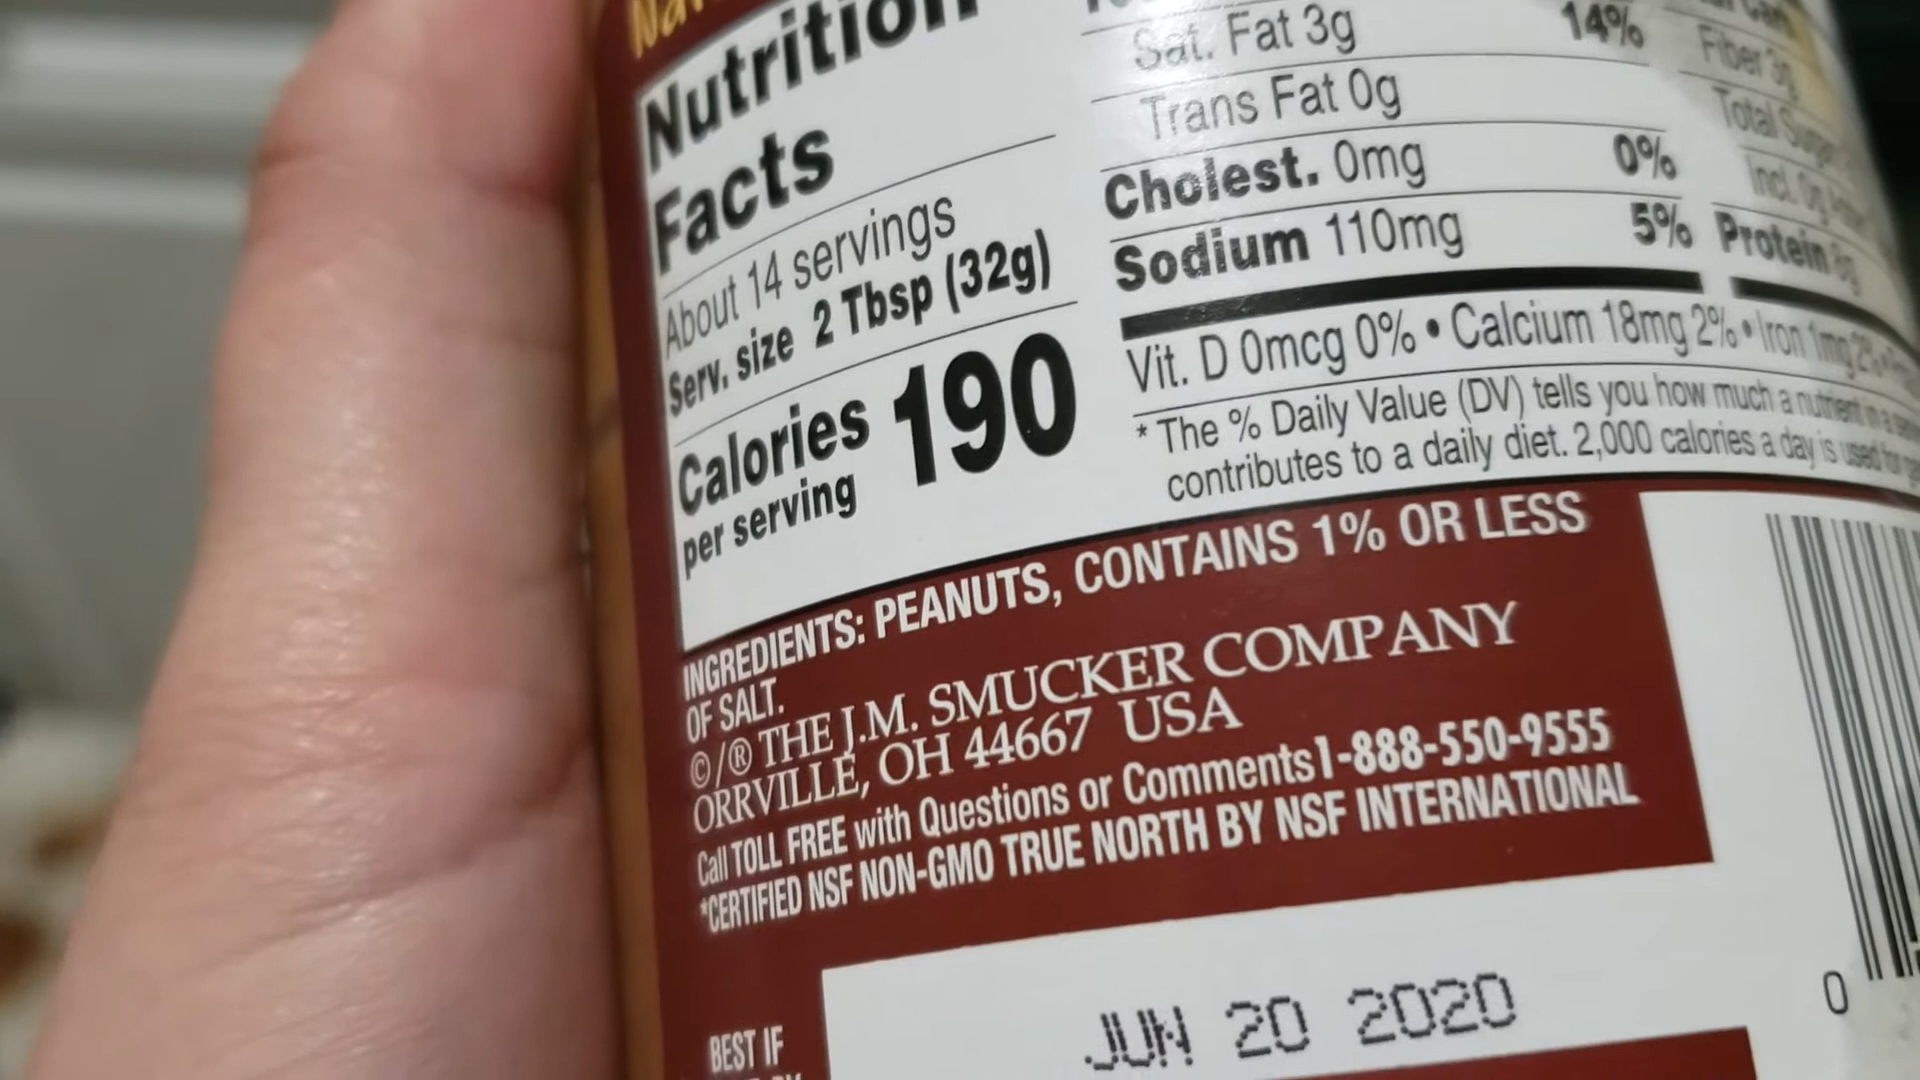 Nutrition
Facts
About 14 servings
Serv. size 2 Tbsp (32g)
Calories 190
per serving
Sat. Fat 3g 14%
Trans Fat 0g
Cholest. 0mg 0%
Sodium 110mg 5%
Fiber 3g
Total
Incl. 0g
Protein
Vit. D 0mcg 0% • Calcium 18mg 2% • Iron 1mg 2% •
* The % Daily Value (DV) tells you how much a nutrient in a
contributes to a daily diet. 2,000 calories a day is used for
INGREDIENTS: PEANUTS, CONTAINS 1% OR LESS
OF SALT.
©/® THE J.M. SMUCKER COMPANY
ORRVILLE, OH 44667 USA
Call TOLL FREE with Questions or Comments 1-888-550-9555
*CERTIFIED NSF NON-GMO TRUE NORTH BY NSF INTERNATIONAL
BEST IF
JUN 20 2020
0